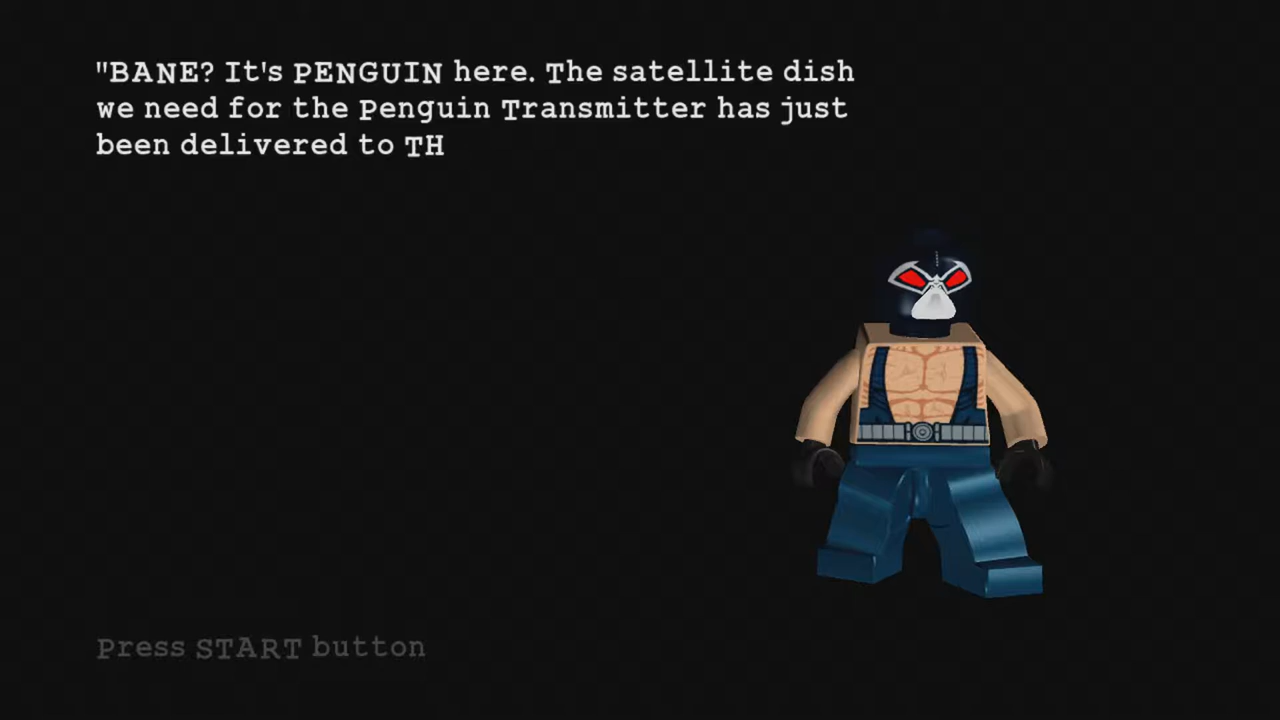 "BANE? It's PENGUIN here. The satellite dish
we need for the Penguin Transmitter has just
been delivered to TH
Press START button